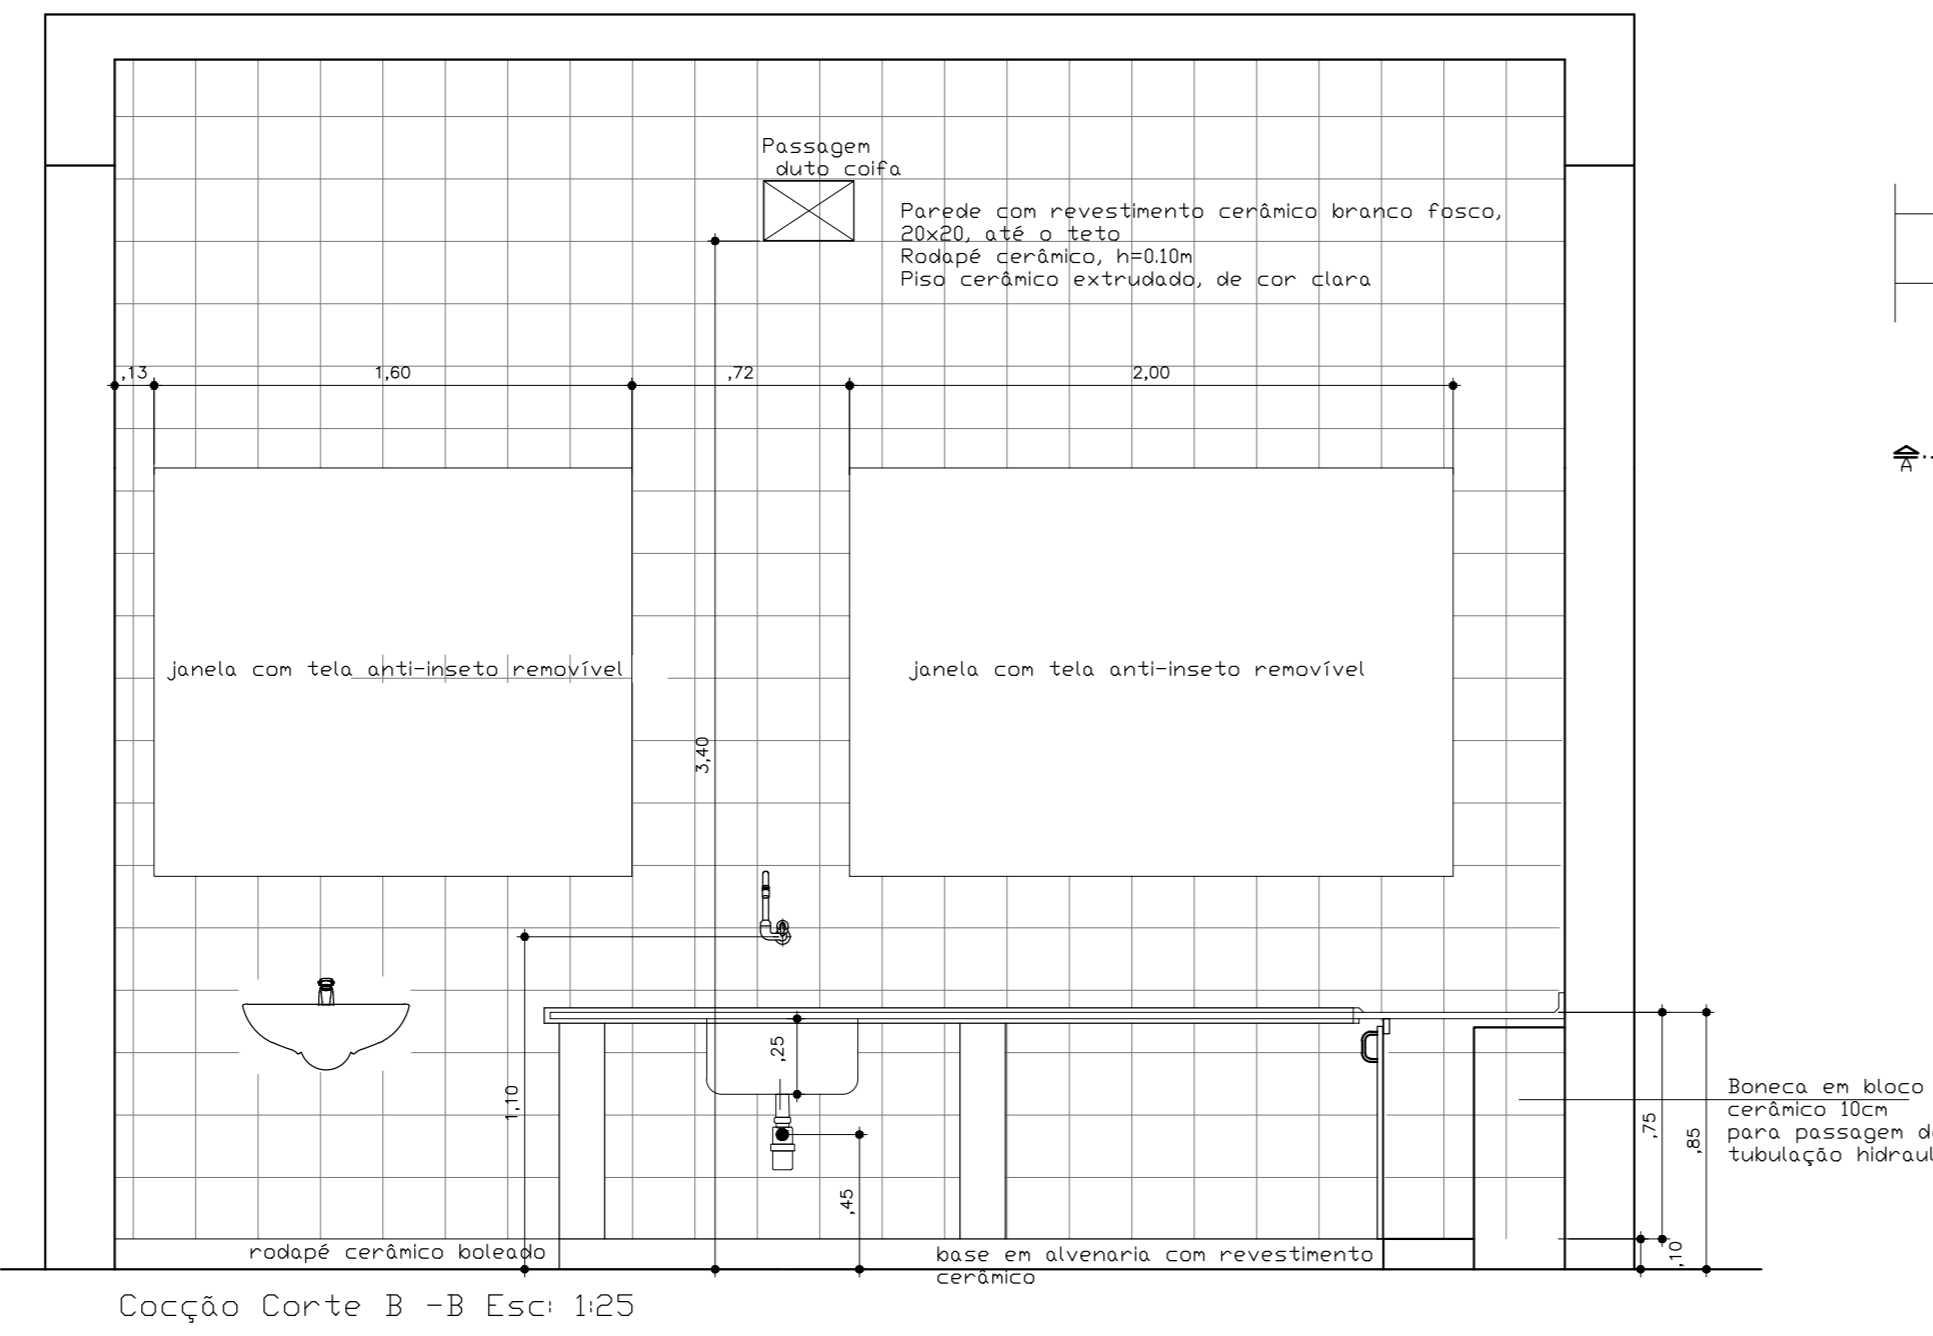 Passagem
duto coifa
Parede com revestimento cerâmico branco fosco,
20x20, até o teto
Rodapé cerâmico, h=0.10m
Piso cerâmico extrudado, de cor clara
,13
1,60
,72
2,00
A
janela com tela anti-inseto removível
janela com tela anti-inseto removível
3,40
,25
1,10
,45
,75
,85
,10
Boneca em bloco
cerâmico 10cm
para passagem
tubulação
rodapé cerâmico boleado
base em alvenaria com revestimento
cerâmico
Cocção Corte B -B Esc: 1:25